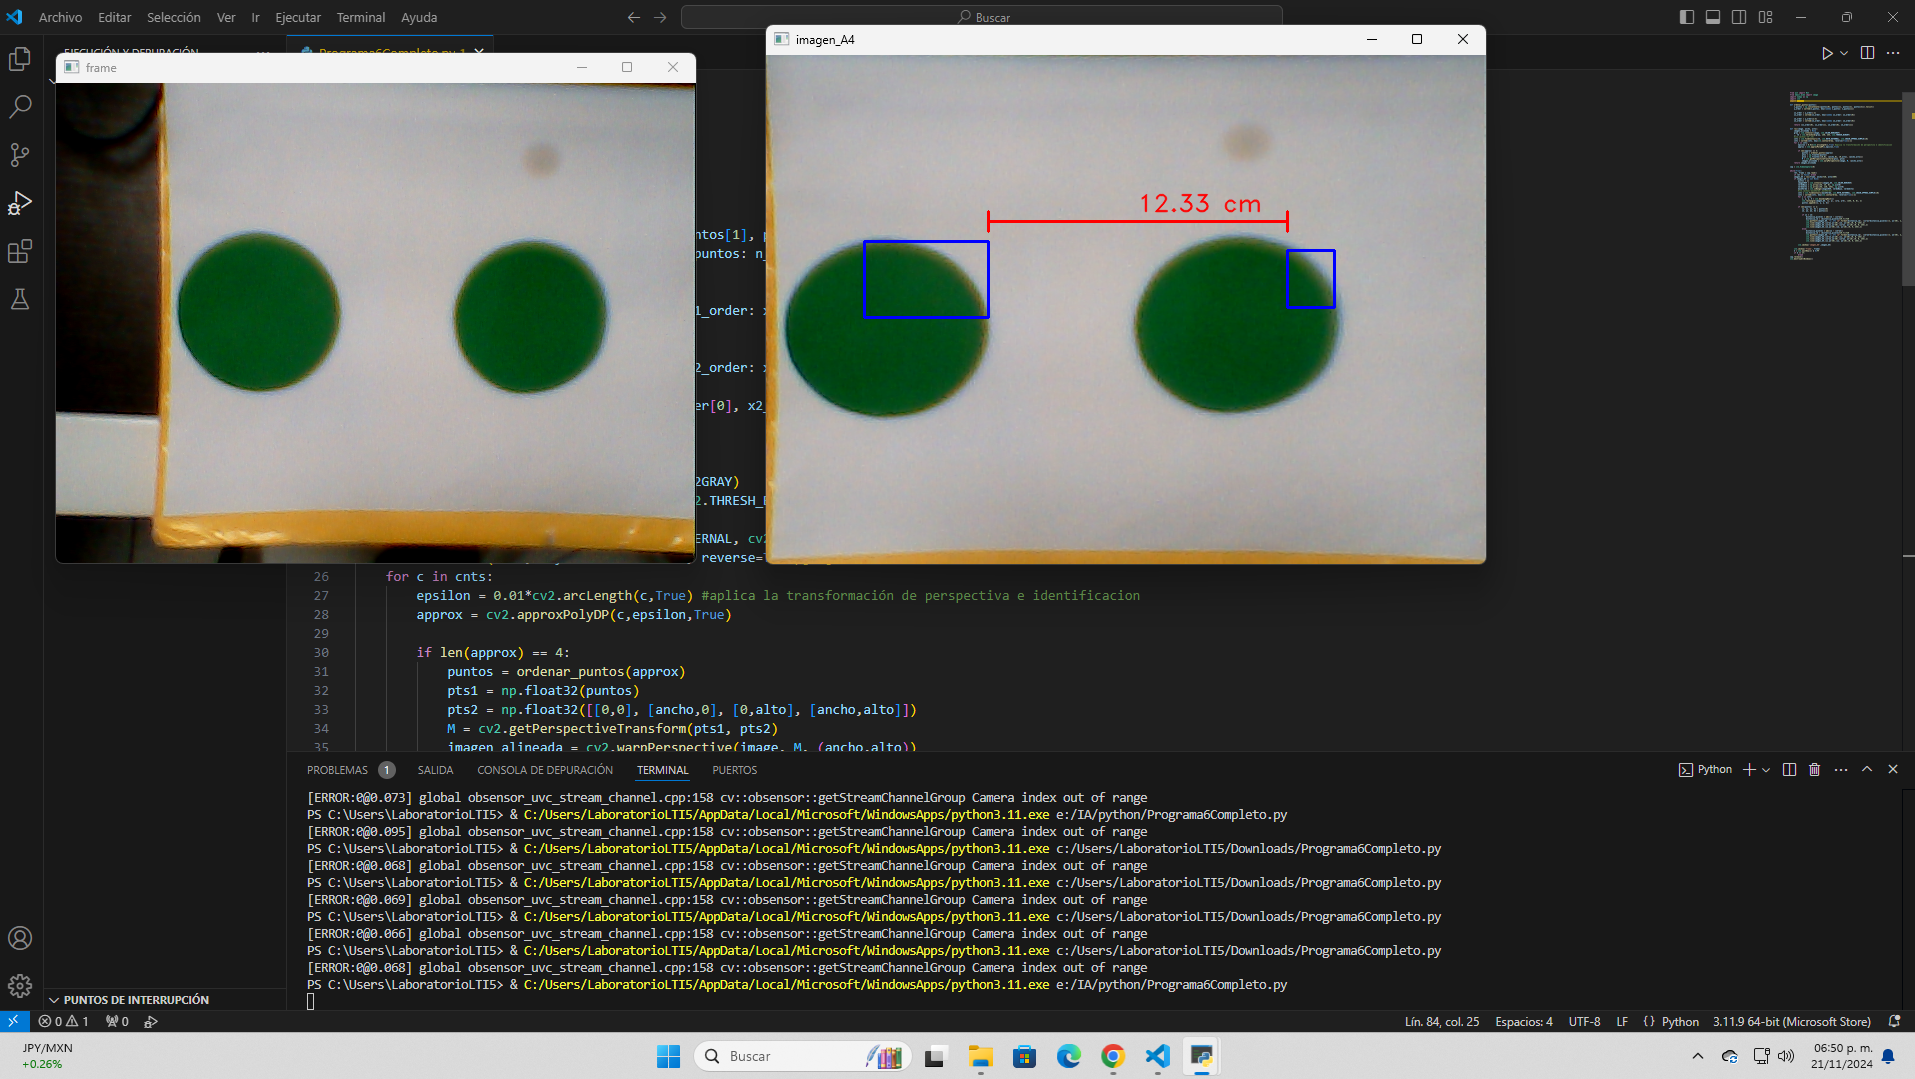 Archivo Editar Selección Ver Ir Ejecutar Terminal Ayuda
Buscar
EJECUCIÓN Y DEPURACIÓN
Programa6Completo.py 1
frame
imagen_A4
12.33 cm
ntos[1], p
puntos: n_
1_order: x
2_order: x
er[0], x2_
2GRAY)
2.THRESH_B
ERNAL, cv2
reverse=
26 for c in cnts:
27 epsilon = 0.01*cv2.arcLength(c,True) #aplica la transformación de perspectiva e identificacion
28 approx = cv2.approxPolyDP(c,epsilon,True)
29
30 if len(approx) == 4:
31 puntos = ordenar_puntos(approx)
32 pts1 = np.float32(puntos)
33 pts2 = np.float32([[0,0], [ancho,0], [0,alto], [ancho,alto]])
34 M = cv2.getPerspectiveTransform(pts1, pts2)
35 imagen_alineada = cv2.warpPerspective(image, M, (ancho,alto))
PROBLEMAS 1 SALIDA CONSOLA DE DEPURACIÓN TERMINAL PUERTOS
Python
[ERROR:0@0.073] global obsensor_uvc_stream_channel.cpp:158 cv::obsensor::getStreamChannelGroup Camera index out of range
PS C:\Users\LaboratorioLTI5> & C:/Users/LaboratorioLTI5/AppData/Local/Microsoft/WindowsApps/python3.11.exe e:/IA/python/Programa6Completo.py
[ERROR:0@0.095] global obsensor_uvc_stream_channel.cpp:158 cv::obsensor::getStreamChannelGroup Camera index out of range
PS C:\Users\LaboratorioLTI5> & C:/Users/LaboratorioLTI5/AppData/Local/Microsoft/WindowsApps/python3.11.exe c:/Users/LaboratorioLTI5/Downloads/Programa6Completo.py
[ERROR:0@0.068] global obsensor_uvc_stream_channel.cpp:158 cv::obsensor::getStreamChannelGroup Camera index out of range
PS C:\Users\LaboratorioLTI5> & C:/Users/LaboratorioLTI5/AppData/Local/Microsoft/WindowsApps/python3.11.exe c:/Users/LaboratorioLTI5/Downloads/Programa6Completo.py
[ERROR:0@0.069] global obsensor_uvc_stream_channel.cpp:158 cv::obsensor::getStreamChannelGroup Camera index out of range
PS C:\Users\LaboratorioLTI5> & C:/Users/LaboratorioLTI5/AppData/Local/Microsoft/WindowsApps/python3.11.exe c:/Users/LaboratorioLTI5/Downloads/Programa6Completo.py
[ERROR:0@0.066] global obsensor_uvc_stream_channel.cpp:158 cv::obsensor::getStreamChannelGroup Camera index out of range
PS C:\Users\LaboratorioLTI5> & C:/Users/LaboratorioLTI5/AppData/Local/Microsoft/WindowsApps/python3.11.exe c:/Users/LaboratorioLTI5/Downloads/Programa6Completo.py
[ERROR:0@0.068] global obsensor_uvc_stream_channel.cpp:158 cv::obsensor::getStreamChannelGroup Camera index out of range
PS C:\Users\LaboratorioLTI5> & C:/Users/LaboratorioLTI5/AppData/Local/Microsoft/WindowsApps/python3.11.exe e:/IA/python/Programa6Completo.py
PUNTOS DE INTERRUPCIÓN
0 1 0
Lín. 84, col. 25 Espacios: 4 UTF-8 LF {} Python 3.11.9 64-bit (Microsoft Store)
JPY/MXN
+0.26%
Buscar
06:50 p. m.
21/11/2024